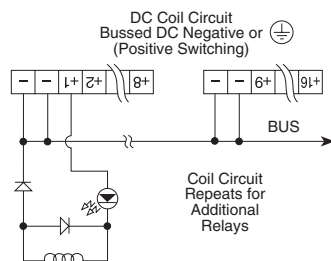 DC Coil Circuit
Bussed DC Negative or
(Positive Switching)
– – +1 +2 +8 – – +9 +16
BUS
Coil Circuit
Repeats for
Additional
Relays